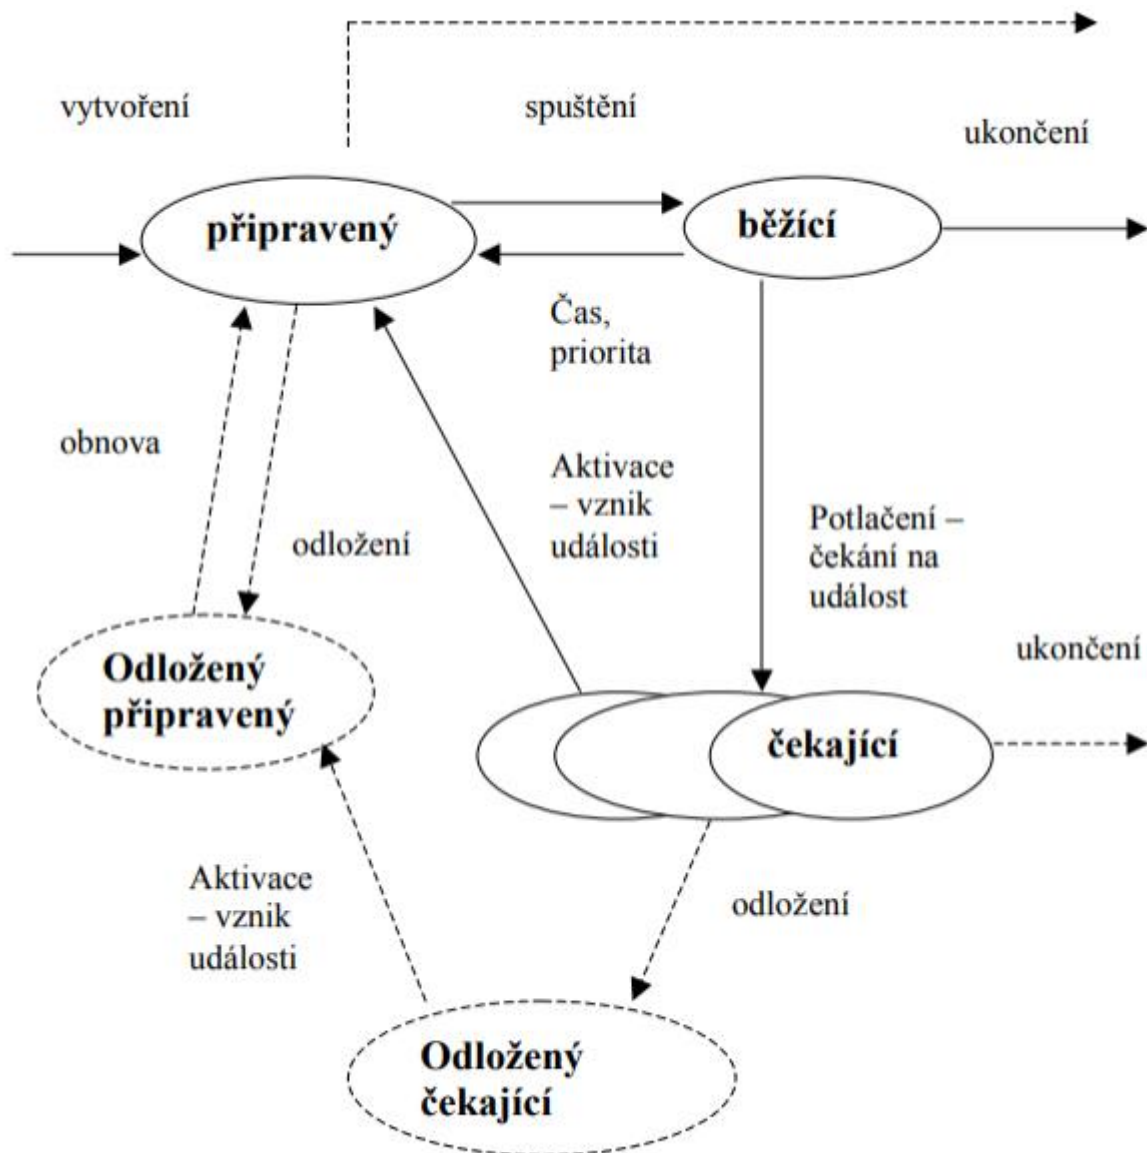 vytvoření
spuštění
ukončení
připravený
běžící
Čas,
priorita
obnova
Aktivace
– vznik
události
odložení
Potlačení –
čekání na
událost
Odložený
připravený
ukončení
čekající
Aktivace
– vznik
události
odložení
Odložený
čekající